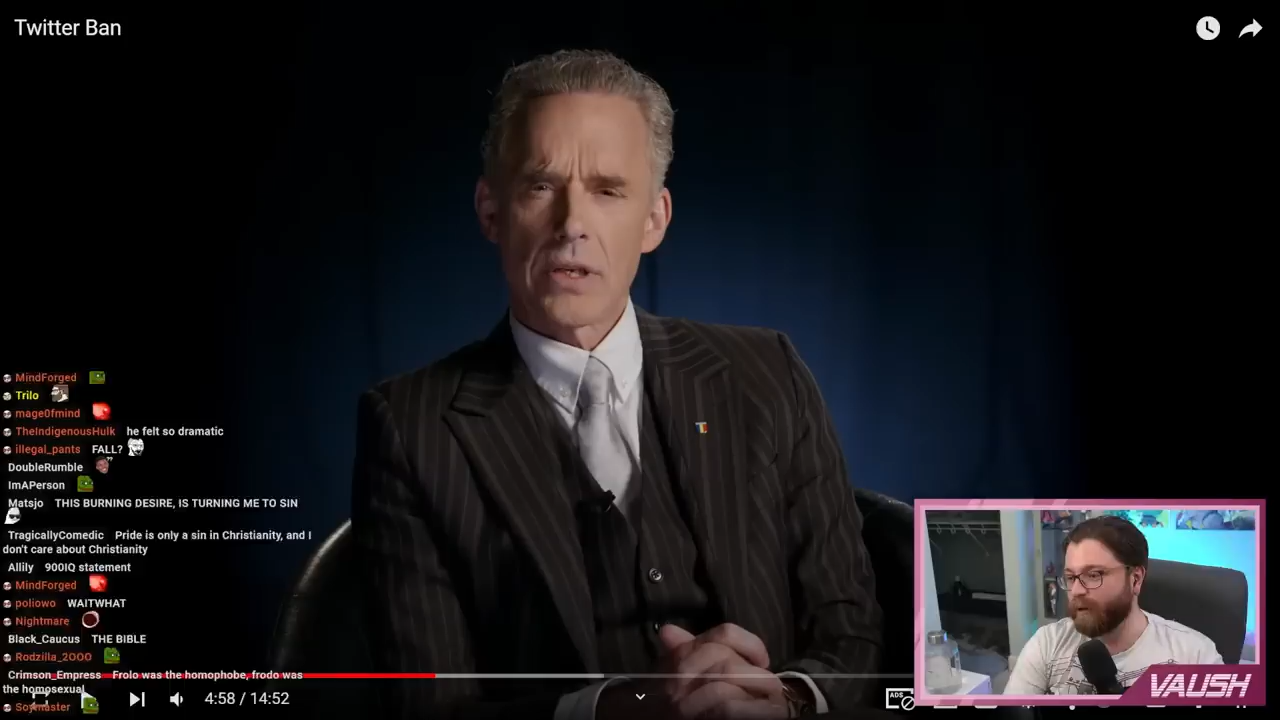 Twitter Ban
MindForged
Trilo
mage0fmind
TheIndigenousHulk he felt so dramatic
illegal_pants FALL?
DoubleRumble
ImAPerson
Matsjo THIS BURNING DESIRE, IS TURNING ME TO SIN
TragicallyComedic Pride is only a sin in Christianity, and I
don't care about Christianity
Allily 900IQ statement
MindForged
poliowo WAITWHAT
Nightmare
Black_Caucus THE BIBLE
Rodzilla_2000
Crimson_Empress Frolo was the homophobe, frodo was
the homosexual
Soymaster
4:58 / 14:52
ADS
VAUSH